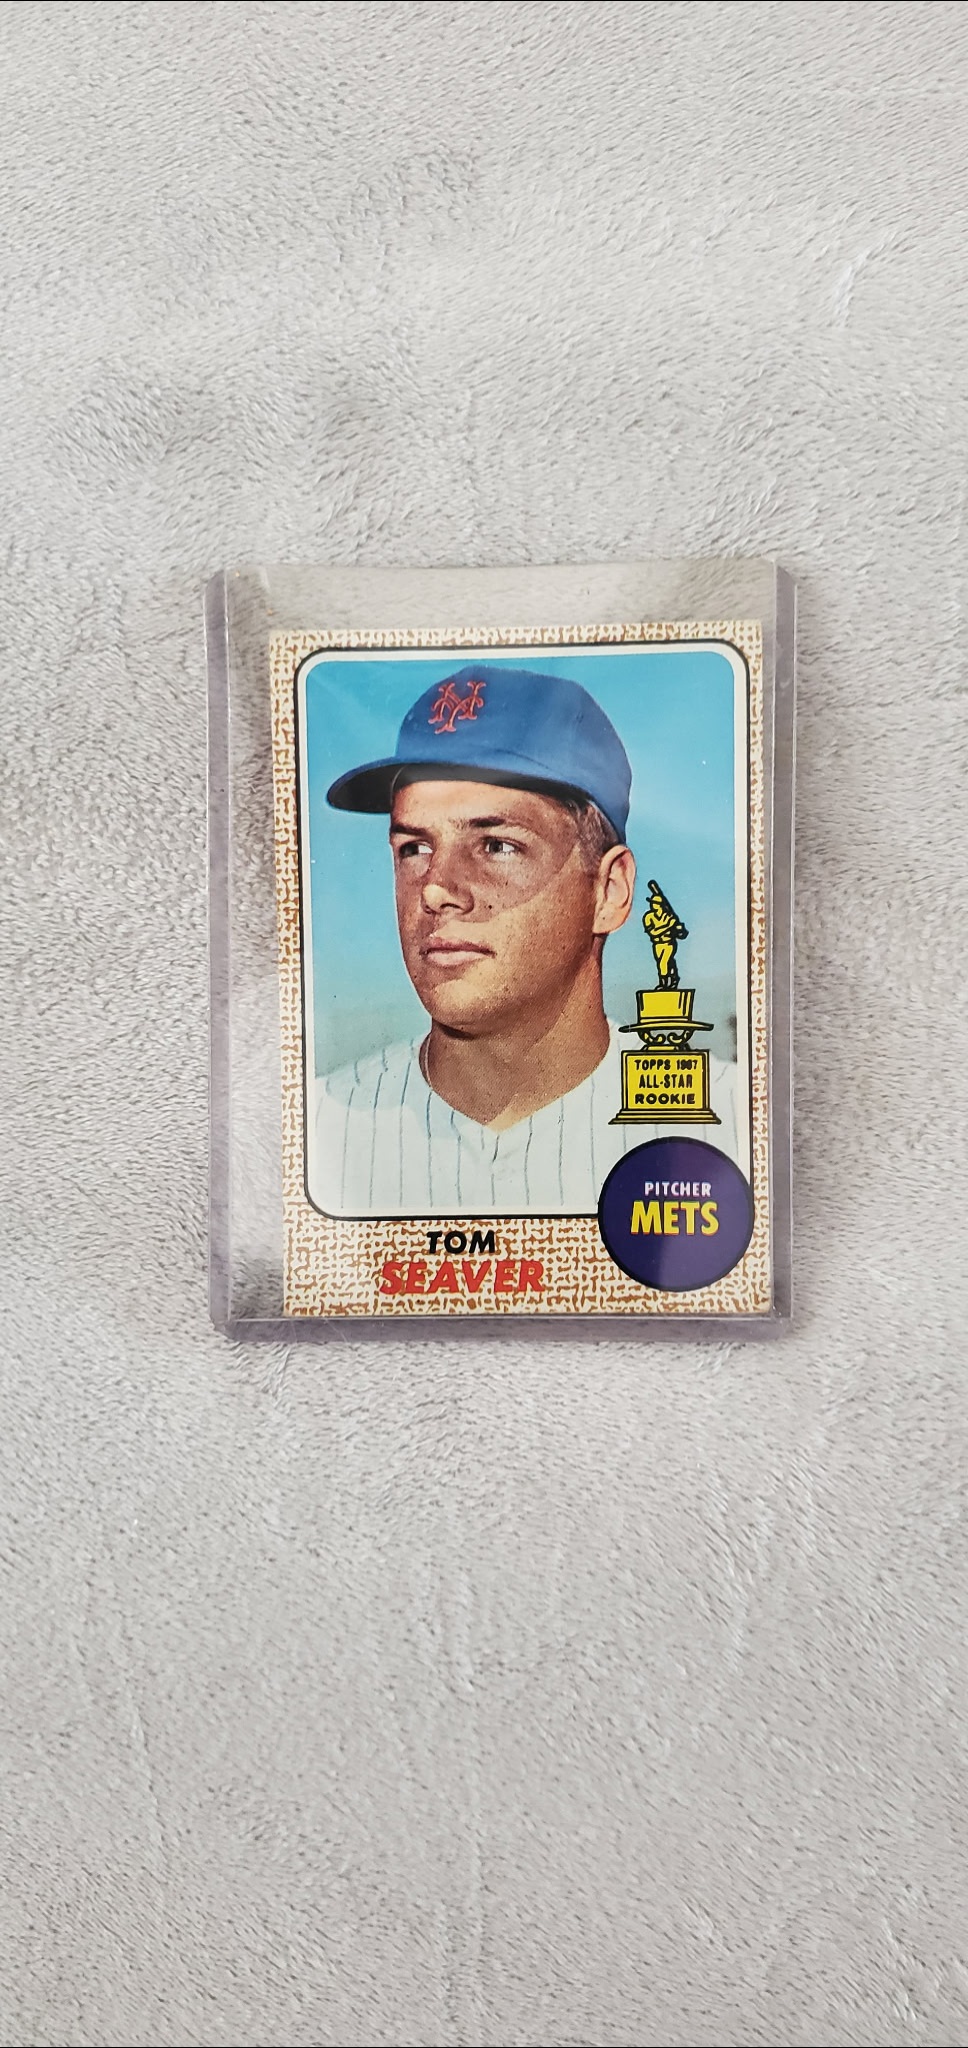 TOPPS 1967
ALL-STAR
ROOKIE
PITCHER
METS
TOM
SEAVER